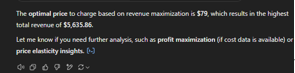 The optimal price to charge based on revenue maximization is $79, which results in the highest
total revenue of $5,635.86.
Let me know if you need further analysis, such as profit maximization (if cost data is available) or
price elasticity insights. [>-]